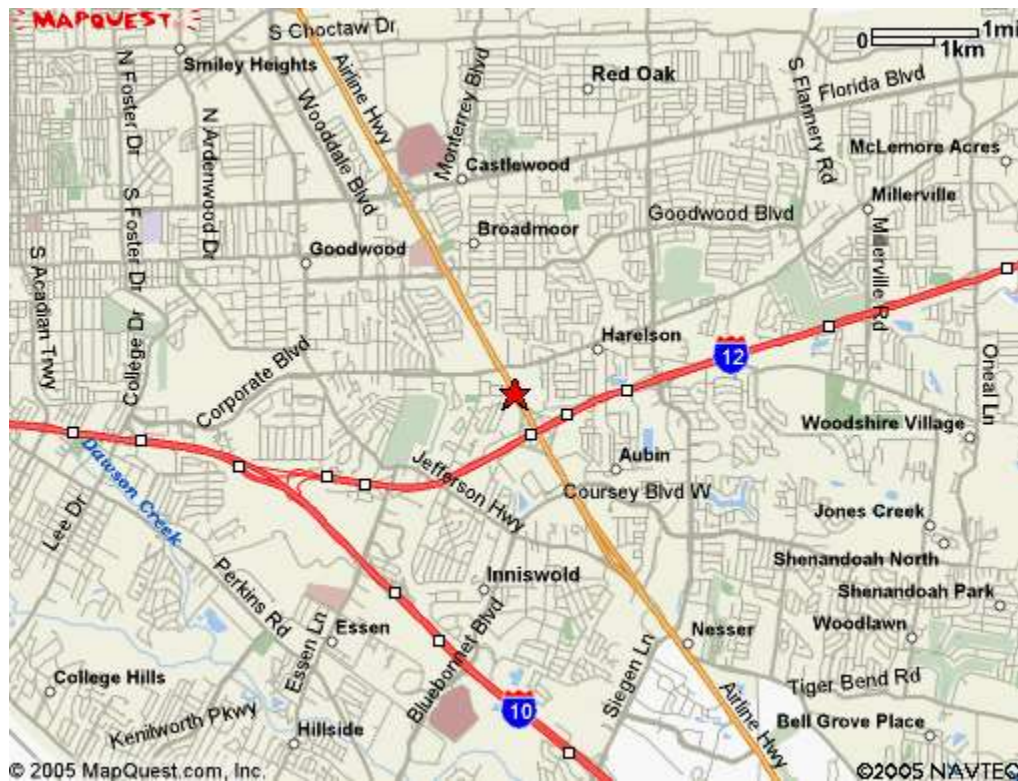 MAPQUEST
S Choctaw Dr
0 1mi
1km
Smiley Heights
N Foster Dr
Airline Hwy
Monterrey Blvd
Red Oak
S Flannery Rd
Florida Blvd
N Ardenwood Dr
Wooddale Blvd
Castlewood
McLemore Acres
Millerville
S Foster Dr
Goodwood Blvd
Broadmoor
Goodwood
Millerville Rd
S Acadian Trwy
College Dr
Harelson
12
Oneal Ln
Corporate Blvd
Woodshire Village
Dawson Creek
Jefferson Hwy
Aubin
Coursey Blvd W
Lee Dr
Jones Creek
Shenandoah North
Perkins Rd
Inniswold
Shenandoah Park
Essen Ln
Essen
Bluebonnet Blvd
Siegen Ln
Nesser
Woodlawn
College Hills
Tiger Bend Rd
10
Airline Hwy
Kenilworth Pkwy
Hillside
Bell Grove Place
© 2005 MapQuest.com, Inc.
©2005 NAVTEQ